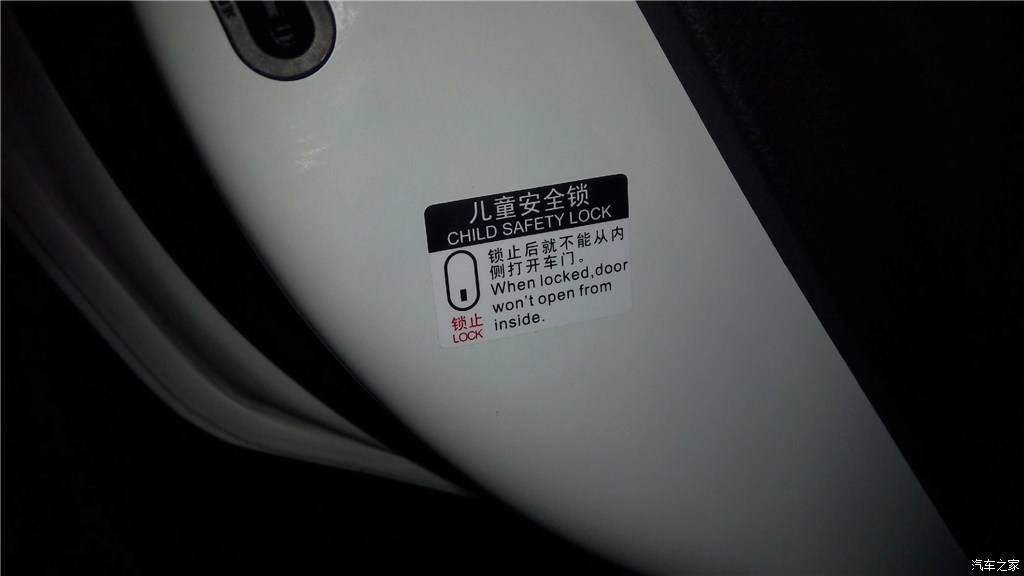 儿童安全锁
CHILD SAFETY LOCK
锁止后就不能从内
侧打开车门。
When locked,door
won't open from
inside.
锁止
LOCK
汽车之家